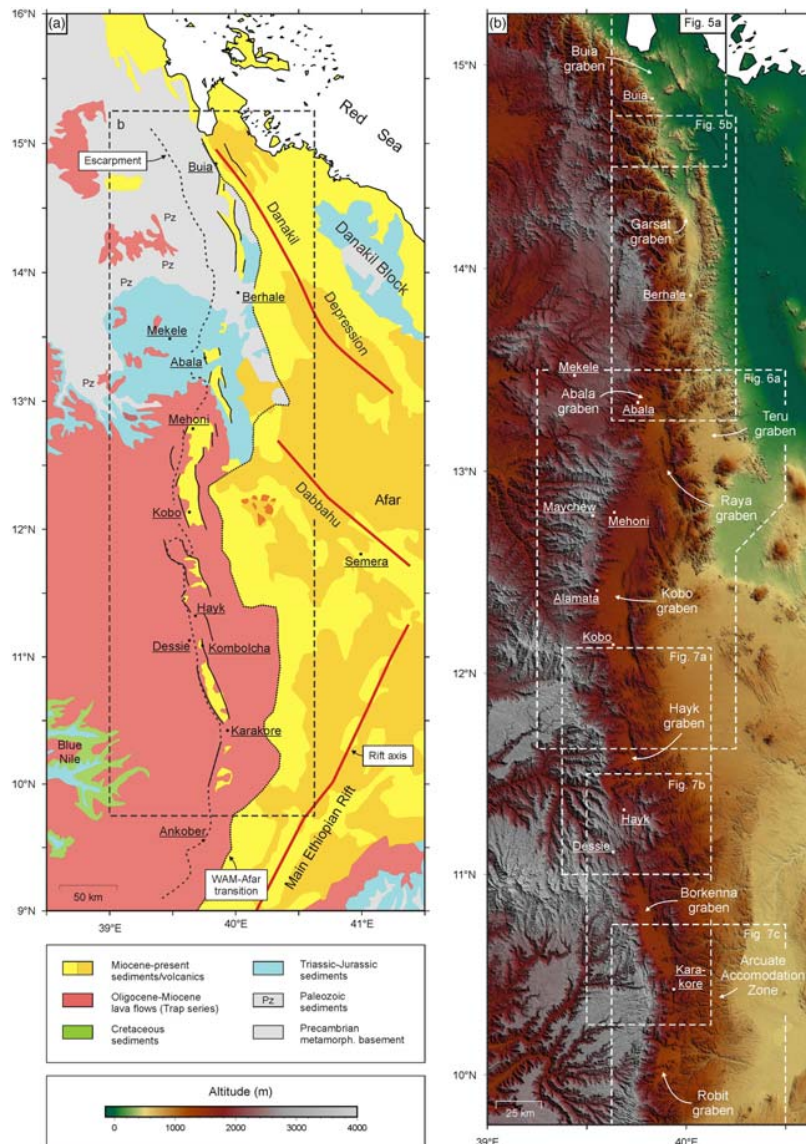 16°N
(a)
Red Sea
b
15°N
Escarpment
Buia
Danakil
Depression
Danakil Block
Pz
Pz
Pz
14°N
Berhale
Mekele
Abala
Pz
13°N
Mehoni
Dabbahu
Afar
Kobo
12°N
Semera
Hayk
Dessie
Kombolcha
11°N
Karakore
Blue
Nile
Rift axis
10°N
Ankober
Main Ethiopian Rift
WAM-Afar
transition
50 km
9°N
39°E
40°E
41°E
Miocene-present
sediments/volcanics
Oligocene-Miocene
lava flows (Trap series)
Cretaceous
sediments
Triassic-Jurassic
sediments
Pz
Paleozoic
sediments
Precambrian
metamorph. basement
Altitude (m)
0
1000
2000
3000
4000
(b)
Fig. 5a
15°N
Buia
graben
Buia
Fig. 5b
Garsat
graben
14°N
Berhale
Mekele
Fig. 6a
Abala
graben
Abala
Teru
graben
13°N
Raya
graben
Maychew
Mehoni
Alamata
Kobo
graben
Kobo
12°N
Fig. 7a
Hayk
graben
Fig. 7b
Hayk
Dessie
11°N
Borkenna
graben
Fig. 7c
Kara-
kore
Arcuate
Accomodation
Zone
10°N
Robit
graben
25 km
39°E
40°E